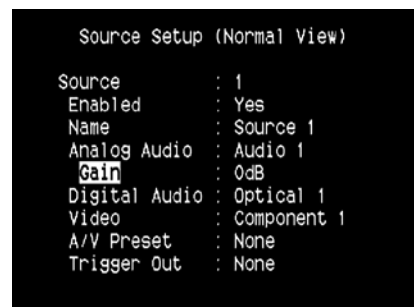 Source Setup (Normal View)
Source : 1
Enabled : Yes
Name : Source 1
Analog Audio : Audio 1
Gain : 0dB
Digital Audio : Optical 1
Video : Component 1
A/V Preset : None
Trigger Out : None